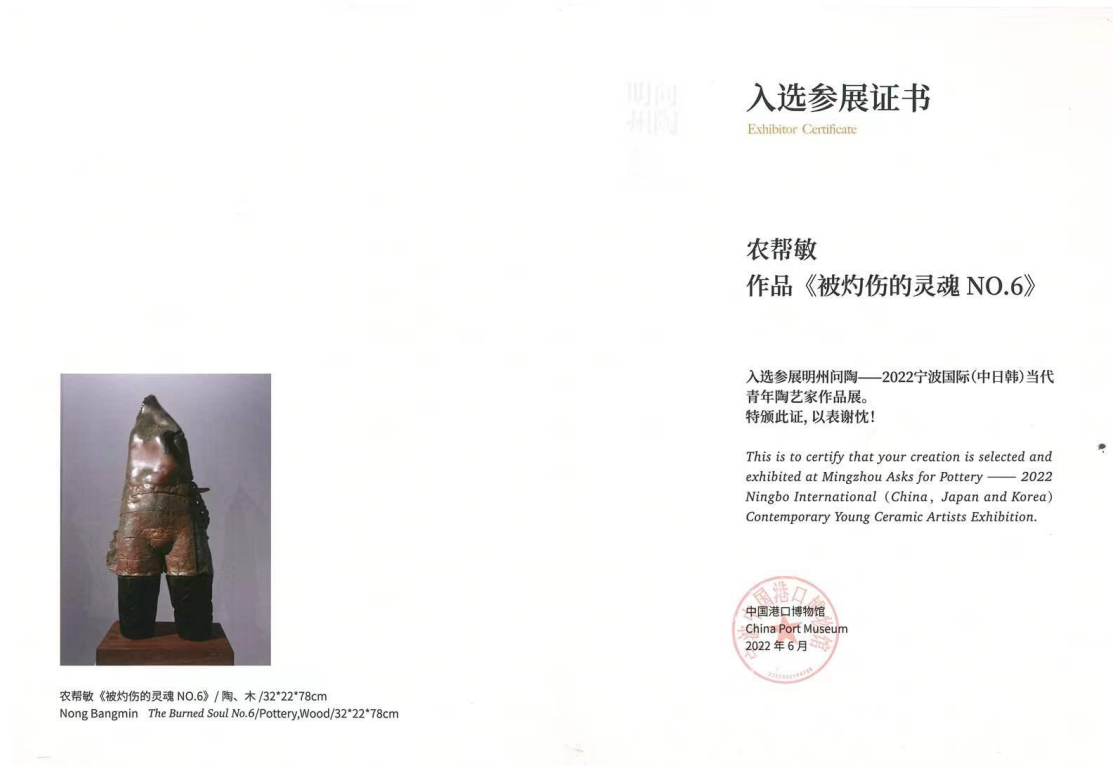 农帮敏《被灼伤的灵魂 NO.6》/ 陶、木 /32*22*78cm
Nong Bangmin The Burned Soul No.6/Pottery,Wood/32*22*78cm
入选参展证书
Exhibitor Certificate
农帮敏
作品《被灼伤的灵魂 NO.6》
入选参展明州问陶——2022宁波国际(中日韩)当代
青年陶艺家作品展。
特颁此证, 以表谢忱!
This is to certify that your creation is selected and
exhibited at Mingzhou Asks for Pottery —— 2022
Ningbo International (China, Japan and Korea)
Contemporary Young Ceramic Artists Exhibition.
中国港口博物馆
China Port Museum
2022 年 6 月